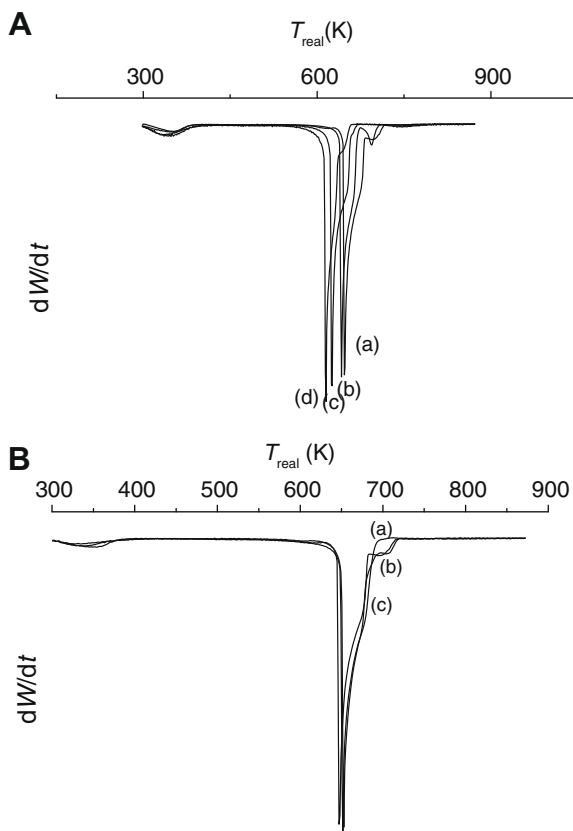 A
T_real(K)
300 600 900
dW/dt
(a)
(b)
(c)
(d)
B
T_real (K)
300 400 500 600 700 800 900
dW/dt
(a)
(b)
(c)